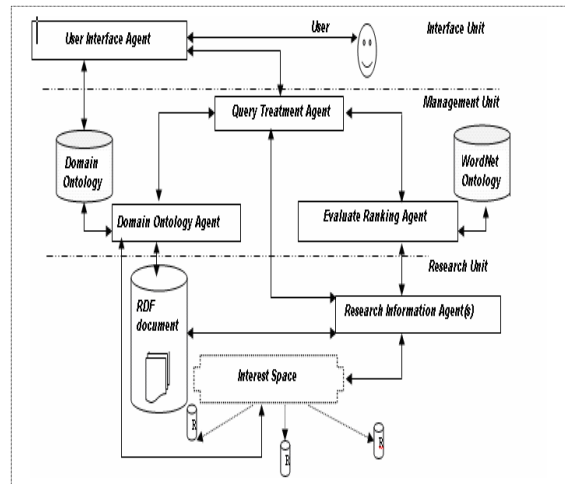 User
Interface Unit
User Interface Agent
Management Unit
Query Treatment Agent
Domain
Ontology
WordNet
Ontology
Domain Ontology Agent
Evaluate Ranking Agent
Research Unit
RDF
document
Research Information Agent(s)
Interest Space